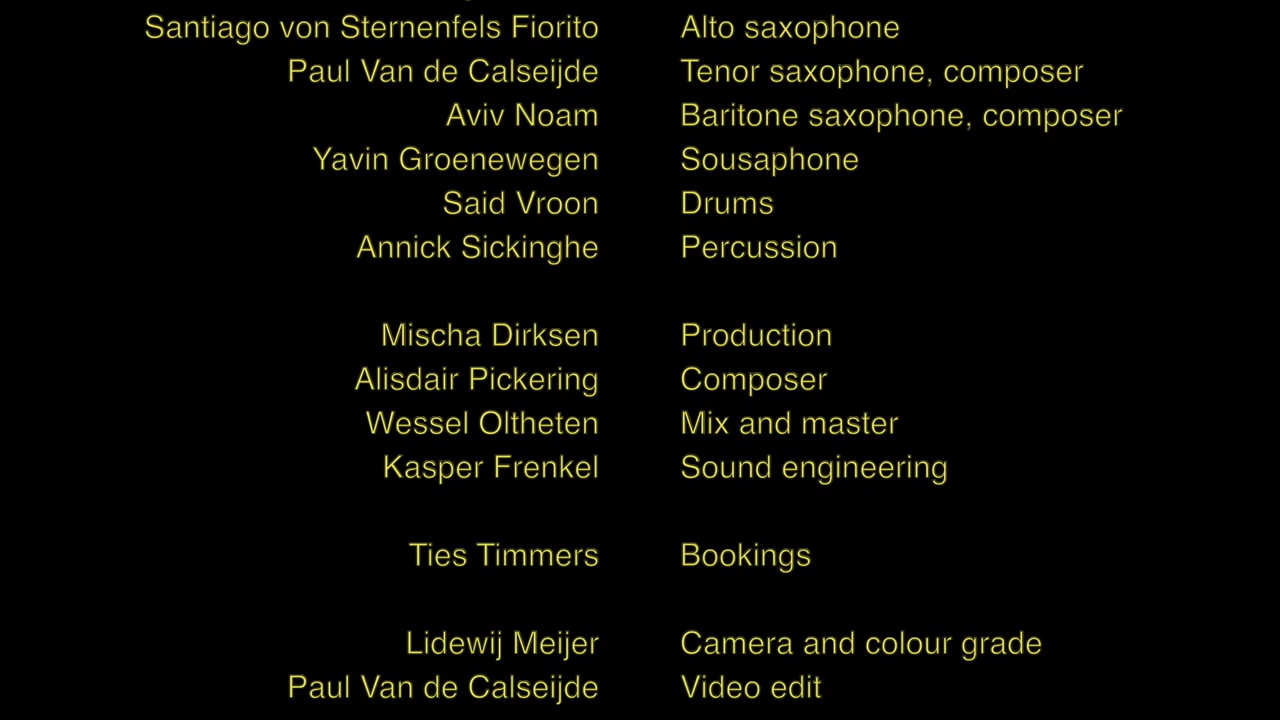 Santiago von Sternenfels Fiorito Alto saxophone
Paul Van de Calseijde Tenor saxophone, composer
Aviv Noam Baritone saxophone, composer
Yavin Groenewegen Sousaphone
Said Vroon Drums
Annick Sickinghe Percussion
Mischa Dirksen Production
Alisdair Pickering Composer
Wessel Oltheten Mix and master
Kasper Frenkel Sound engineering
Ties Timmers Bookings
Lidewij Meijer Camera and colour grade
Paul Van de Calseijde Video edit